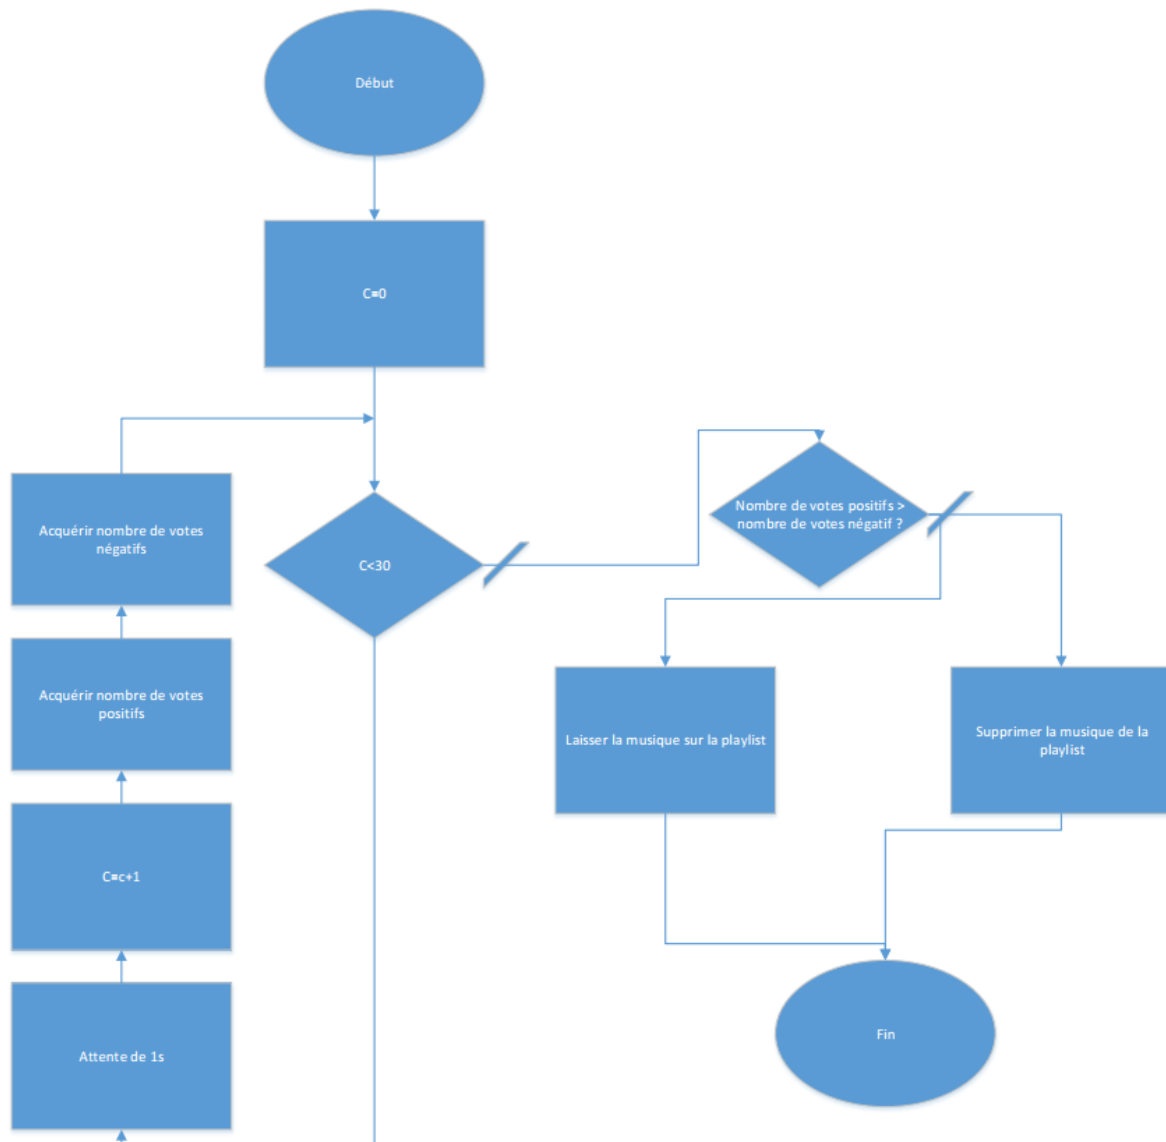 Début
C=0
C<30
Acquérir nombre de votes
négatifs
Acquérir nombre de votes
positifs
C=c+1
Attente de 1s
Nombre de votes positifs >
nombre de votes négatif ?
Laisser la musique sur la playlist
Supprimer la musique de la
playlist
Fin